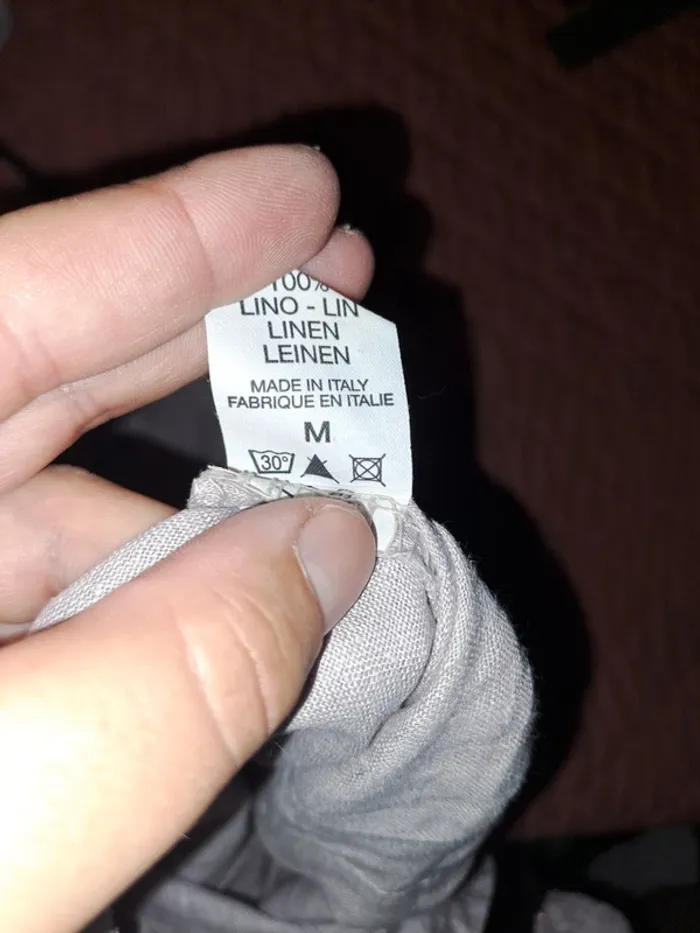 100%
LINO - LIN
LINEN
LEINEN
MADE IN ITALY
FABRIQUE EN ITALIE
M
30°